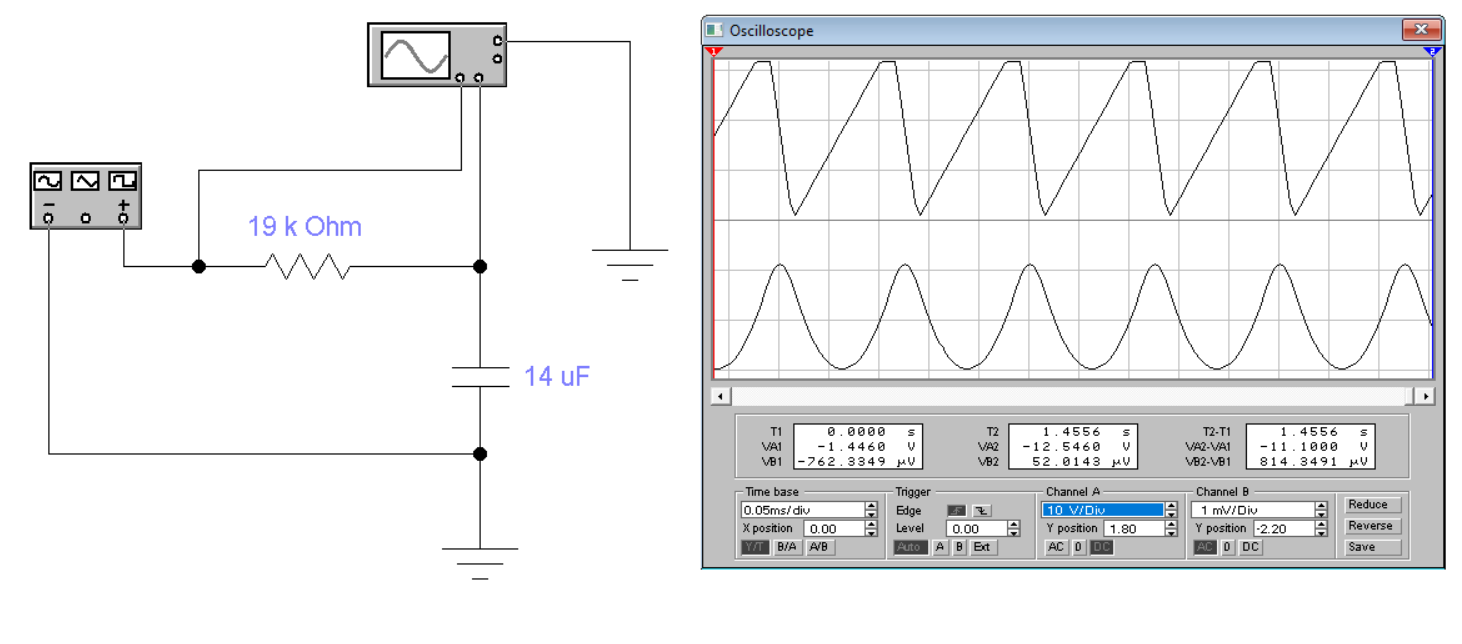 Oscilloscope
1
2
− +
19 k Ohm
14 uF
T1 0.0000 s
VA1 -1.4460 V
VB1 -762.3349 µV
T2 1.4556 s
VA2 -12.5460 V
VB2 52.0143 µV
T2-T1 1.4556 s
VA2-VA1 -11.1000 V
VB2-VB1 814.3491 µV
Time base
0.05ms/div
X position 0.00
Y/T B/A A/B
Trigger
Edge
Level 0.00
Auto A B Ext
Channel A
10 V/Div
Y position 1.80
AC 0 DC
Channel B
1 mV/Div
Y position -2.20
AC 0 DC
Reduce
Reverse
Save